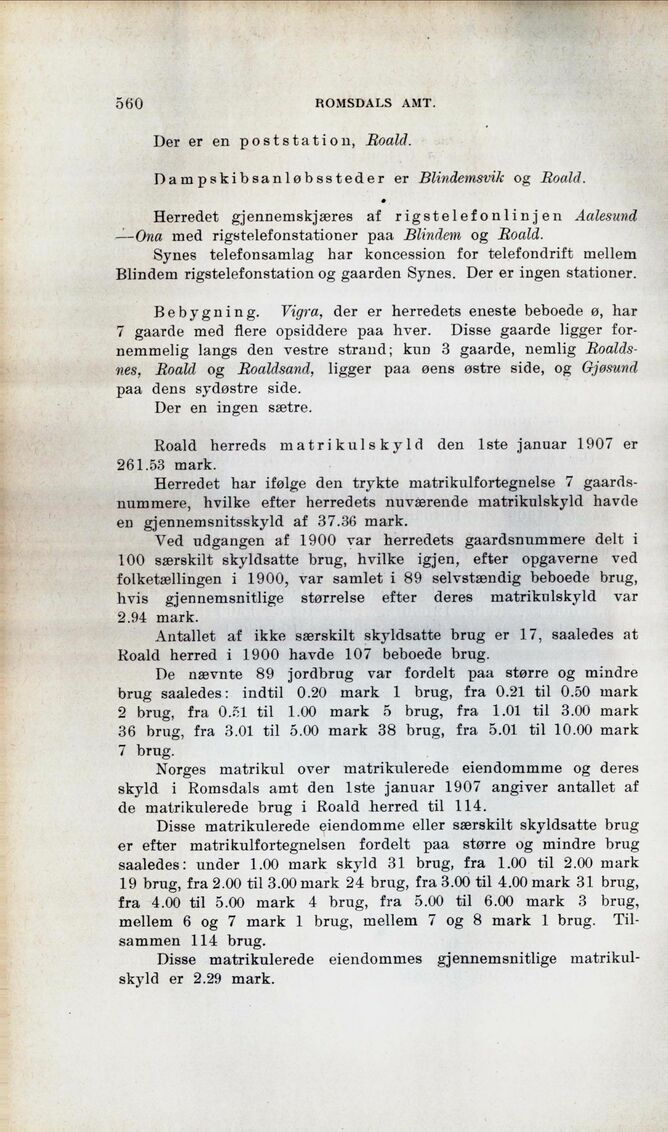 560 ROMSDALS AMT.
Der er en poststation, Roald.
Dampskibsanløbssteder er Blindemsvik og Roald.
Herredet gjennemskjæres af rigstelefonlinjen Aalesund
—Ona med rigstelefonstationer paa Blindem og Roald.
Synes telefonsamlag har koncession for telefondrift mellem
Blindem rigstelefonstation og gaarden Synes. Der er ingen stationer.
Bebygning. Vigra, der er herredets eneste beboede ø, har
7 gaarde med flere opsiddere paa hver. Disse gaarde ligger for-
nemmelig langs den vestre strand; kun 3 gaarde, nemlig Roalds-
nes, Roald og Roaldsand, ligger paa øens østre side, og Gjøsund
paa dens sydøstre side.
Der en ingen sætre.
Roald herreds matrikulskyld den 1ste januar 1907 er
261.53 mark.
Herredet har ifølge den trykte matrikulfortegnelse 7 gaards-
nummere, hvilke efter herredets nuværende matrikulskyld havde
en gjennemsnitsskyld af 37.36 mark.
Ved udgangen af 1900 var herredets gaardsnummere delt i
100 særskilt skyldsatte brug, hvilke igjen, efter opgaverne ved
folketællingen i 1900, var samlet i 89 selvstændig beboede brug,
hvis gjennemsnitlige størrelse efter deres matrikulskyld var
2.94 mark.
Antallet af ikke særskilt skyldsatte brug er 17, saaledes at
Roald herred i 1900 havde 107 beboede brug.
De nævnte 89 jordbrug var fordelt paa større og mindre
brug saaledes: indtil 0.20 mark 1 brug, fra 0.21 til 0.50 mark
2 brug, fra 0.51 til 1.00 mark 5 brug, fra 1.01 til 3.00 mark
36 brug, fra 3.01 til 5.00 mark 38 brug, fra 5.01 til 10.00 mark
7 brug.
Norges matrikul over matrikulerede eiendommme og deres
skyld i Romsdals amt den 1ste januar 1907 angiver antallet af
de matrikulerede brug i Roald herred til 114.
Disse matrikulerede eiendomme eller særskilt skyldsatte brug
er efter matrikulfortegnelsen fordelt paa større og mindre brug
saaledes: under 1.00 mark skyld 31 brug, fra 1.00 til 2.00 mark
19 brug, fra 2.00 til 3.00 mark 24 brug, fra 3.00 til 4.00 mark 31 brug,
fra 4.00 til 5.00 mark 4 brug, fra 5.00 til 6.00 mark 3 brug,
mellem 6 og 7 mark 1 brug, mellem 7 og 8 mark 1 brug. Til-
sammen 114 brug.
Disse matrikulerede eiendommes gjennemsnitlige matrikul-
skyld er 2.29 mark.